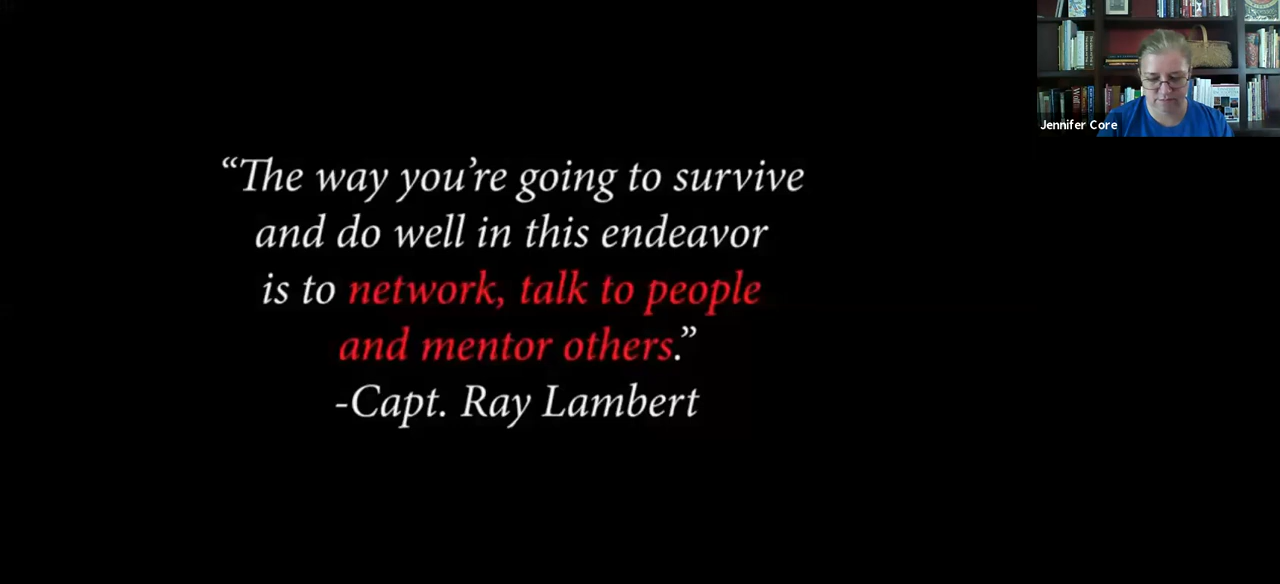 “The way you’re going to survive
and do well in this endeavor
is to network, talk to people
and mentor others.”
-Capt. Ray Lambert
Jennifer Core